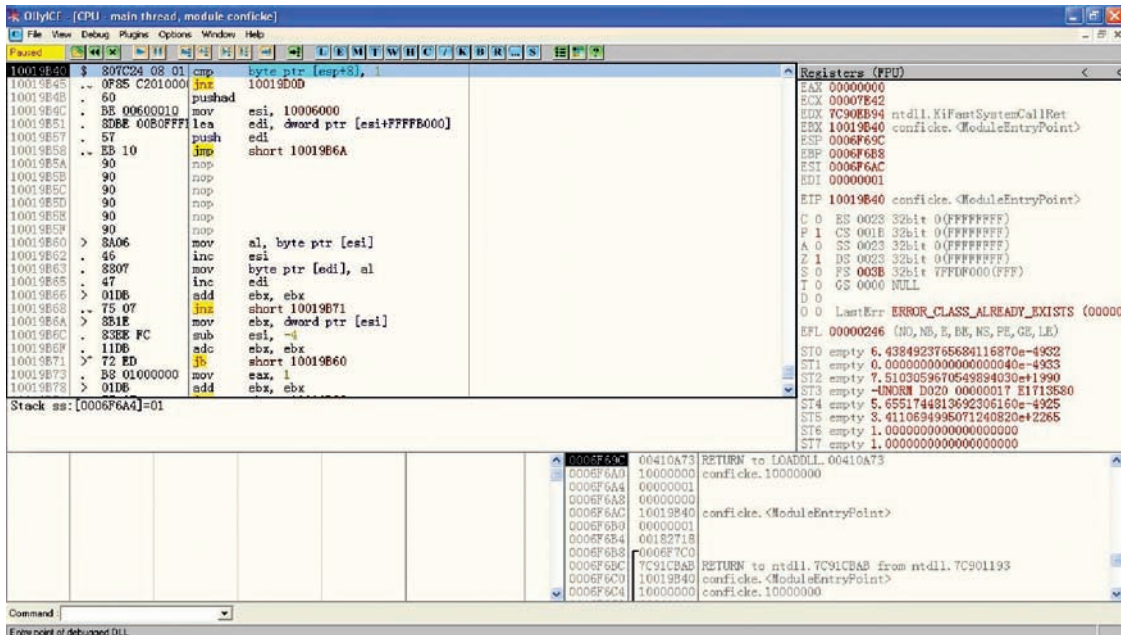 OllyICE - [CPU - main thread, module conficke]
File View Debug Plugins Options Window Help
Paused
L E M T W H C / K B R ... S
10019B40 $ 807C24 08 01 cmp byte ptr [esp+8], 1
10019B45 .. 0F85 C2010000 jnz 10019D0D
10019B4B . 60 pushad
10019B4C . BE 00600010 mov esi, 10006000
10019B51 . 8DBE 00B0FFFF lea edi, dword ptr [esi+FFFFB000]
10019B57 . 57 push edi
10019B58 .. EB 10 jmp short 10019B6A
10019B5A 90 nop
10019B5B 90 nop
10019B5C 90 nop
10019B5D 90 nop
10019B5E 90 nop
10019B5F 90 nop
10019B60 > 8A06 mov al, byte ptr [esi]
10019B62 . 46 inc esi
10019B63 . 8807 mov byte ptr [edi], al
10019B65 . 47 inc edi
10019B66 > 01DB add ebx, ebx
10019B68 .. 75 07 jnz short 10019B71
10019B6A > 8B1E mov ebx, dword ptr [esi]
10019B6C . 83EE FC sub esi, -4
10019B6F . 11DB adc ebx, ebx
10019B71 >^ 72 ED jb short 10019B60
10019B73 . B8 01000000 mov eax, 1
10019B78 > 01DB add ebx, ebx
Stack ss:[0006F6A4]=01
Registers (FPU) < <
EAX 00000000
ECX 00007E42
EDX 7C90EB94 ntdll.KiFastSystemCallRet
EBX 10019B40 conficke.<ModuleEntryPoint>
ESP 0006F69C
EBP 0006F6B8
ESI 0006F6AC
EDI 00000001
EIP 10019B40 conficke.<ModuleEntryPoint>
C 0 ES 0023 32bit 0(FFFFFFFF)
P 1 CS 001B 32bit 0(FFFFFFFF)
A 0 SS 0023 32bit 0(FFFFFFFF)
Z 1 DS 0023 32bit 0(FFFFFFFF)
S 0 FS 003B 32bit 7FFDF000(FFF)
T 0 GS 0000 NULL
D 0
O 0 LastErr ERROR_CLASS_ALREADY_EXISTS (00000
EFL 00000246 (NO,NB,E,BE,NS,PE,GE,LE)
ST0 empty 6.4384923765684116870e-4932
ST1 empty 0.0000000000000000040e-4933
ST2 empty 7.5103059670549894030e+1990
ST3 empty -UNORM D020 00000017 E1713580
ST4 empty 5.6551744813692306160e-4925
ST5 empty 3.4110694995071240820e+2265
ST6 empty 1.0000000000000000000
ST7 empty 1.0000000000000000000
0006F69C 00410A73 RETURN to LOADDLL.00410A73
0006F6A0 10000000 conficke.10000000
0006F6A4 00000001
0006F6A8 00000000
0006F6AC 10019B40 conficke.<ModuleEntryPoint>
0006F6B0 00000001
0006F6B4 00182718
0006F6B8 0006F7C0
0006F6BC 7C91CBAB RETURN to ntdll.7C91CBAB from ntdll.7C901193
0006F6C0 10019B40 conficke.<ModuleEntryPoint>
0006F6C4 10000000 conficke.10000000
Command :
Entry point of debugged DLL